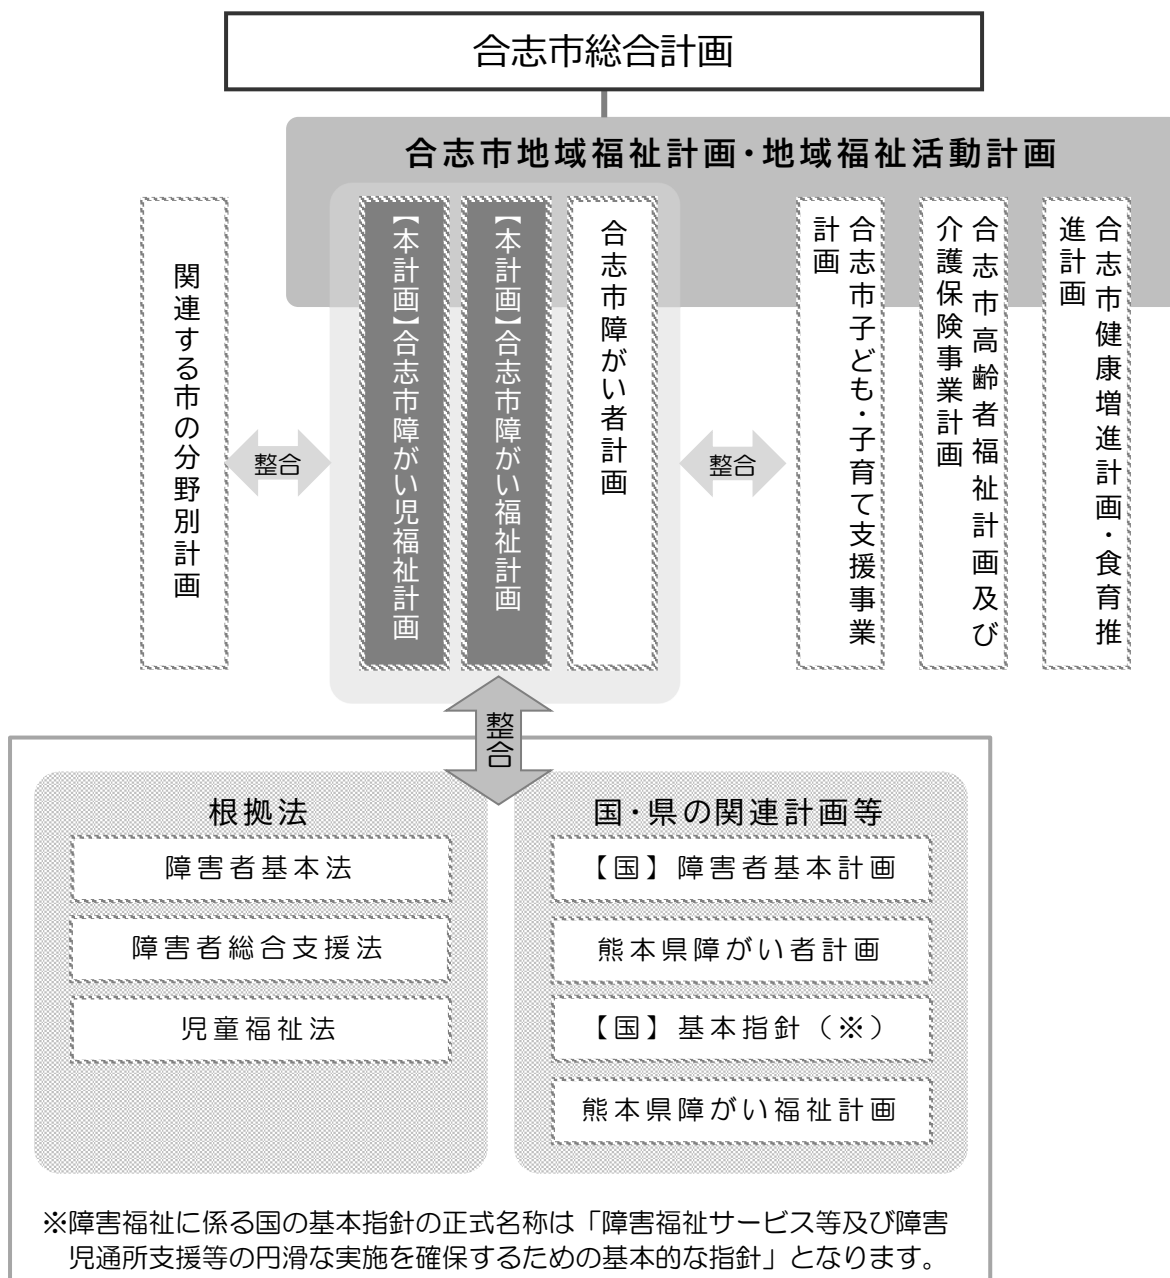 合志市総合計画
合志市地域福祉計画・地域福祉活動計画
関連する市の分野別計画
整合
【本計画】合志市障がい児福祉計画
【本計画】合志市障がい福祉計画
合志市障がい者計画
整合
合志市子ども・子育て支援事業
計画
合志市高齢者福祉計画及び
介護保険事業計画
合志市健康増進計画・食育推
進計画
整合
根拠法
障害者基本法
障害者総合支援法
児童福祉法
国・県の関連計画等
【国】障害者基本計画
熊本県障がい者計画
【国】基本指針（※）
熊本県障がい福祉計画
※障害福祉に係る国の基本指針の正式名称は「障害福祉サービス等及び障害
児通所支援等の円滑な実施を確保するための基本的な指針」となります。